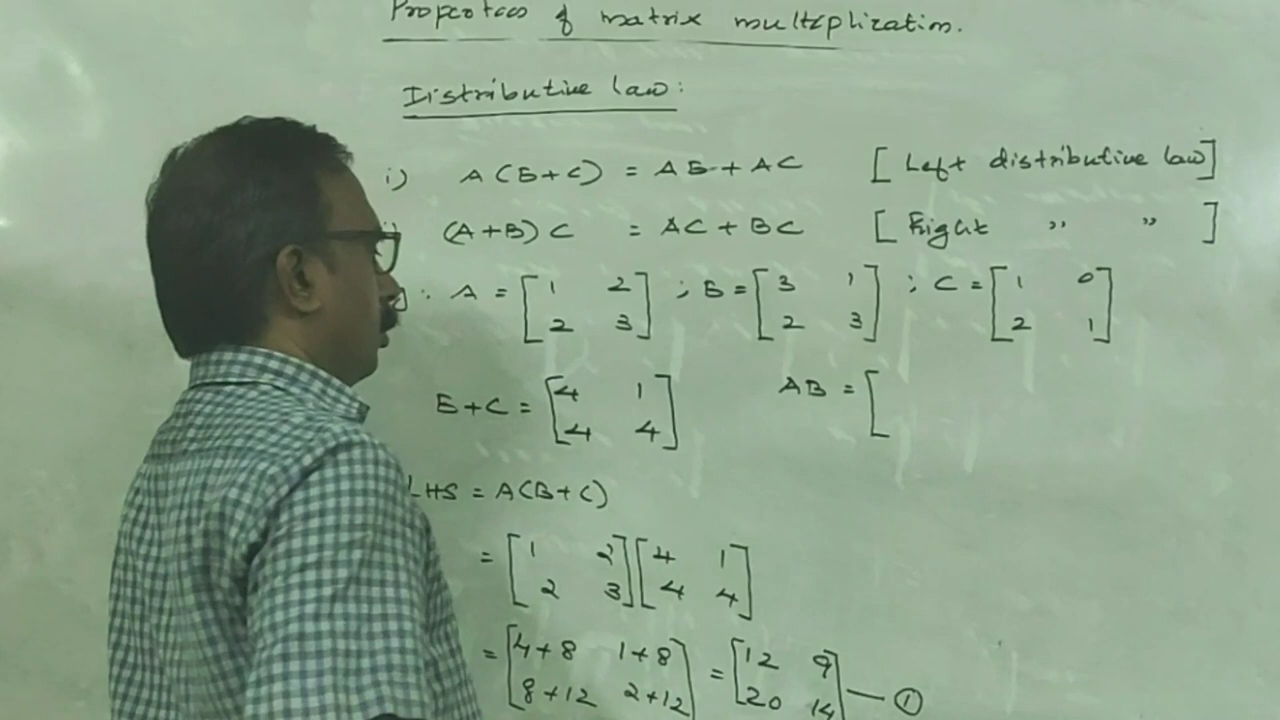 Properties of matrix multiplication.
Distributive law:
i) A(B+C) = AB+AC [Left distributive law]
(A+B)C = AC+BC [Right ,, ,, ]
g: A = [1 2; 2 3] ; B = [3 1; 2 3] ; C = [1 0; 2 1]
B+C = [4 1; 4 4] AB = [
LHS = A(B+C)
= [1 2; 2 3] [4 1; 4 4]
= [4+8 1+8; 8+12 2+12] = [12 9; 20 14] — ①